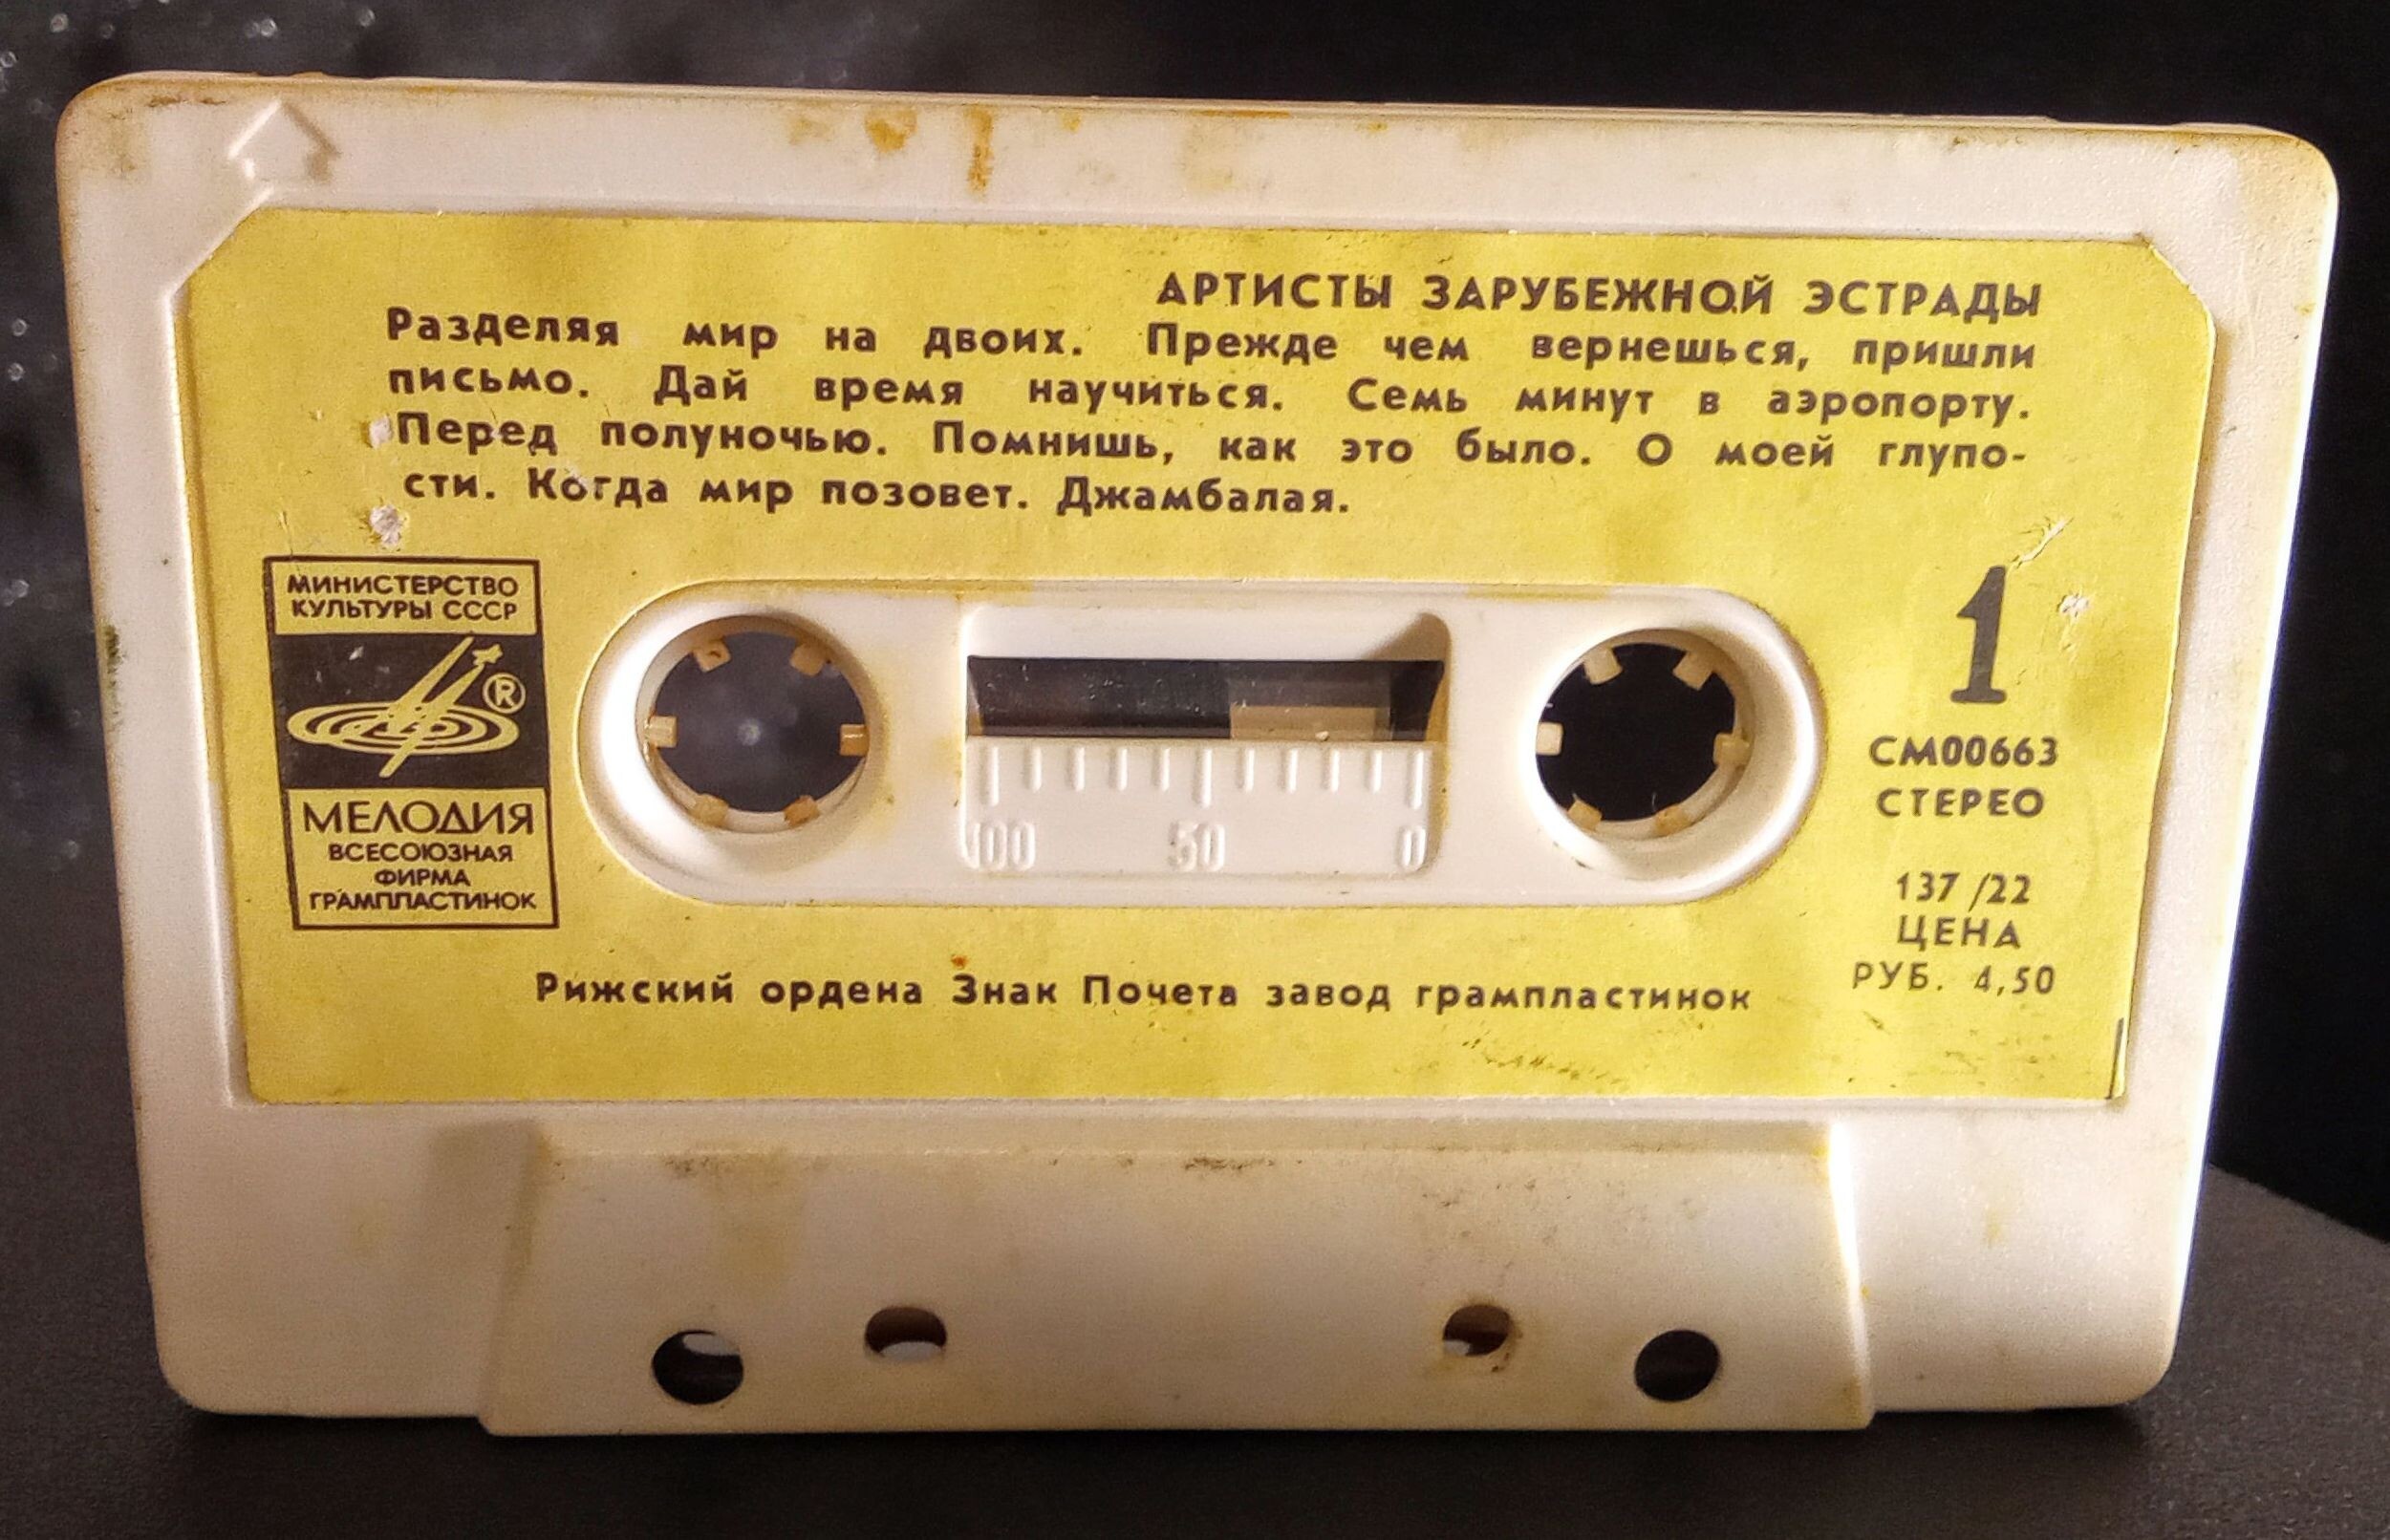 АРТИСТЫ ЗАРУБЕЖНОЙ ЭСТРАДЫ
Разделяя мир на двоих. Прежде чем вернешься, пришли
письмо. Дай время научиться. Семь минут в аэропорту.
Перед полуночью. Помнишь, как это было. О моей глупо-
сти. Когда мир позовет. Джамбалая.
МИНИСТЕРСТВО
КУЛЬТУРЫ СССР
®
МЕЛОДИЯ
ВСЕСОЮЗНАЯ
ФИРМА
ГРАМПЛАСТИНОК
100 50 0
1
СМ00663
СТЕРЕО
137 /22
ЦЕНА
РУБ. 4,50
Рижский ордена Знак Почета завод грампластинок